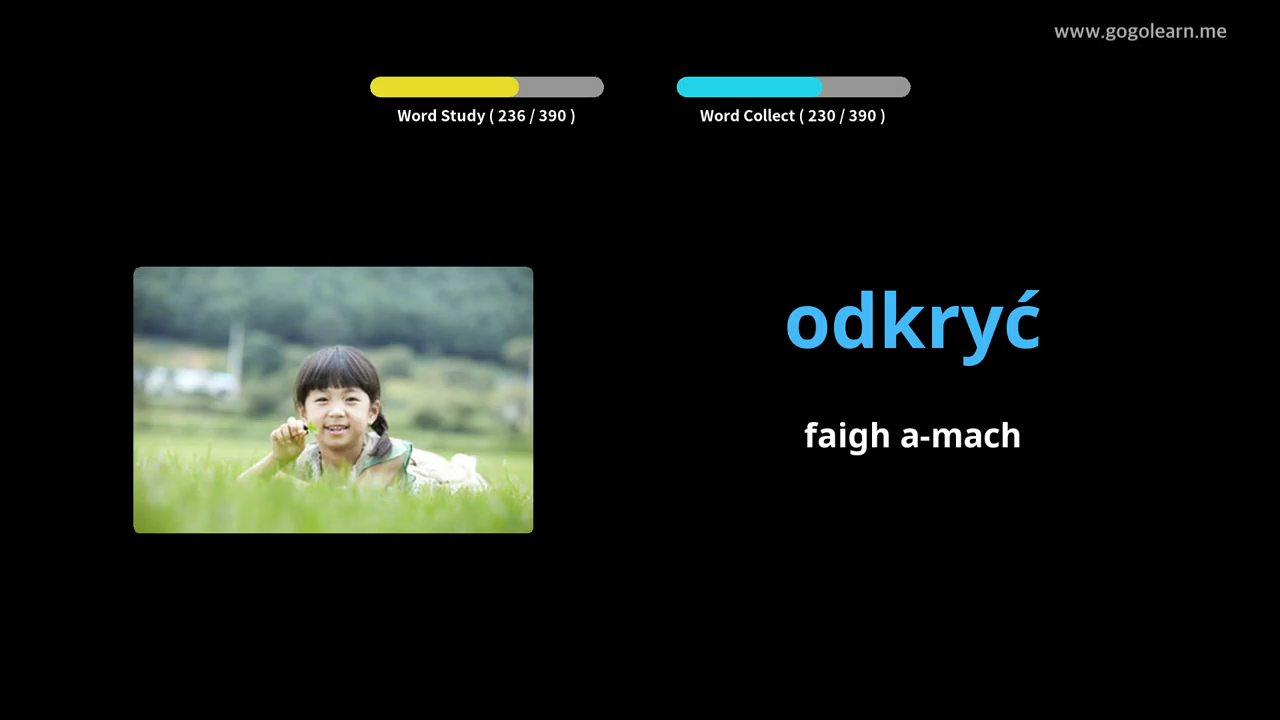 www.gogolearn.me
Word Study ( 236 / 390 )
Word Collect ( 230 / 390 )
odkryć
faigh a-mach